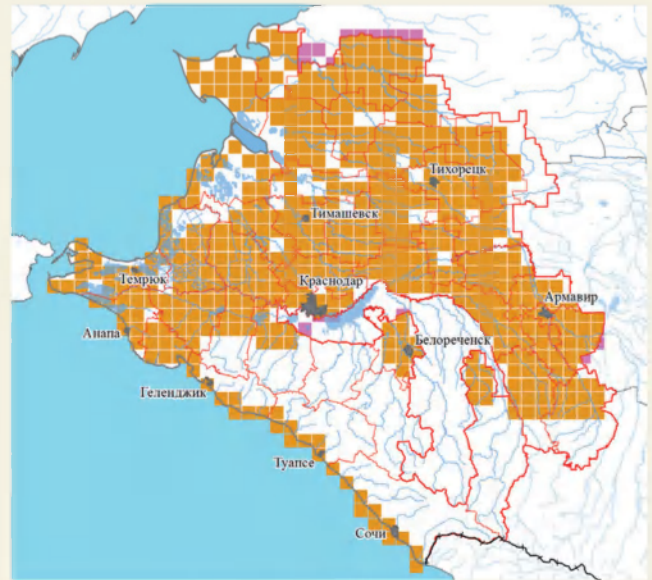 Тихорецк
Тимашевск
Темрюк
Краснодар
Армавир
Анапа
Белореченск
Геленджик
Туапсе
Сочи